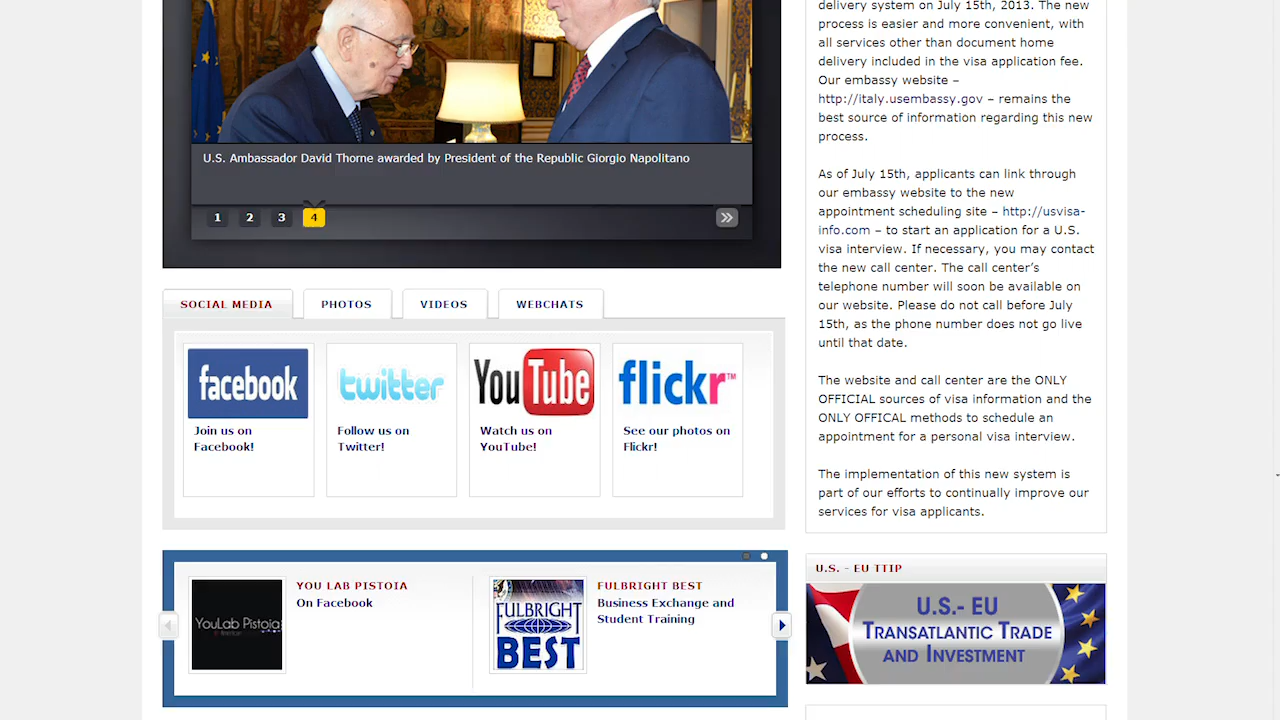 U.S. Ambassador David Thorne awarded by President of the Republic Giorgio Napolitano
1 2 3 4
SOCIAL MEDIA PHOTOS VIDEOS WEBCHATS
facebook
Join us on
Facebook!
twitter
Follow us on
Twitter!
YouTube
Watch us on
YouTube!
flickr™
See our photos on
Flickr!
YouLab Pistoia
YOU LAB PISTOIA
On Facebook
FULBRIGHT
BEST
FULBRIGHT BEST
Business Exchange and
Student Training
delivery system on July 15th, 2013. The new
process is easier and more convenient, with
all services other than document home
delivery included in the visa application fee.
Our embassy website –
http://italy.usembassy.gov – remains the
best source of information regarding this new
process.
As of July 15th, applicants can link through
our embassy website to the new
appointment scheduling site – http://usvisa-
info.com – to start an application for a U.S.
visa interview. If necessary, you may contact
the new call center. The call center's
telephone number will soon be available on
our website. Please do not call before July
15th, as the phone number does not go live
until that date.
The website and call center are the ONLY
OFFICIAL sources of visa information and the
ONLY OFFICAL methods to schedule an
appointment for a personal visa interview.
The implementation of this new system is
part of our efforts to continually improve our
services for visa applicants.
U.S. - EU TTIP
U.S.- EU
TRANSATLANTIC TRADE
AND INVESTMENT